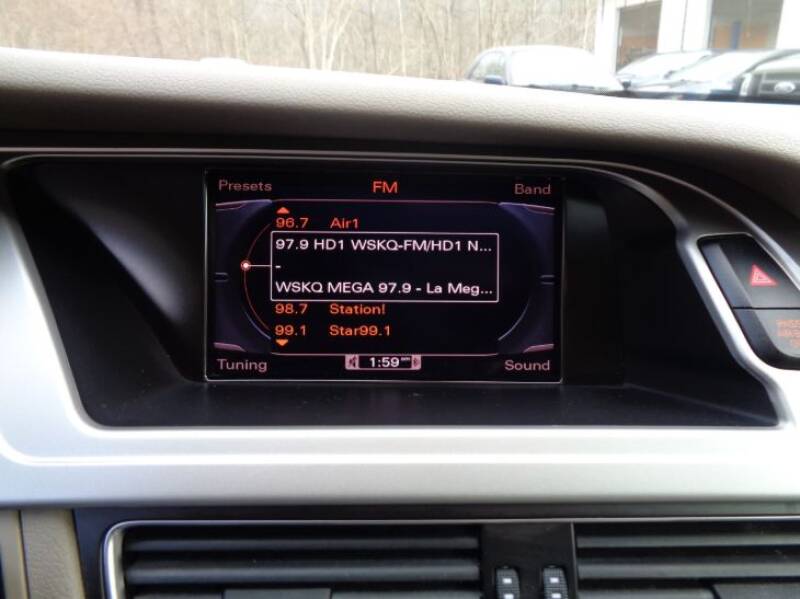 Presets FM Band
96.7 Air1
97.9 HD1 WSKQ-FM/HD1 N...
-
WSKQ MEGA 97.9 - La Meg...
98.7 Station!
99.1 Star99.1
Tuning 1:59 Sound